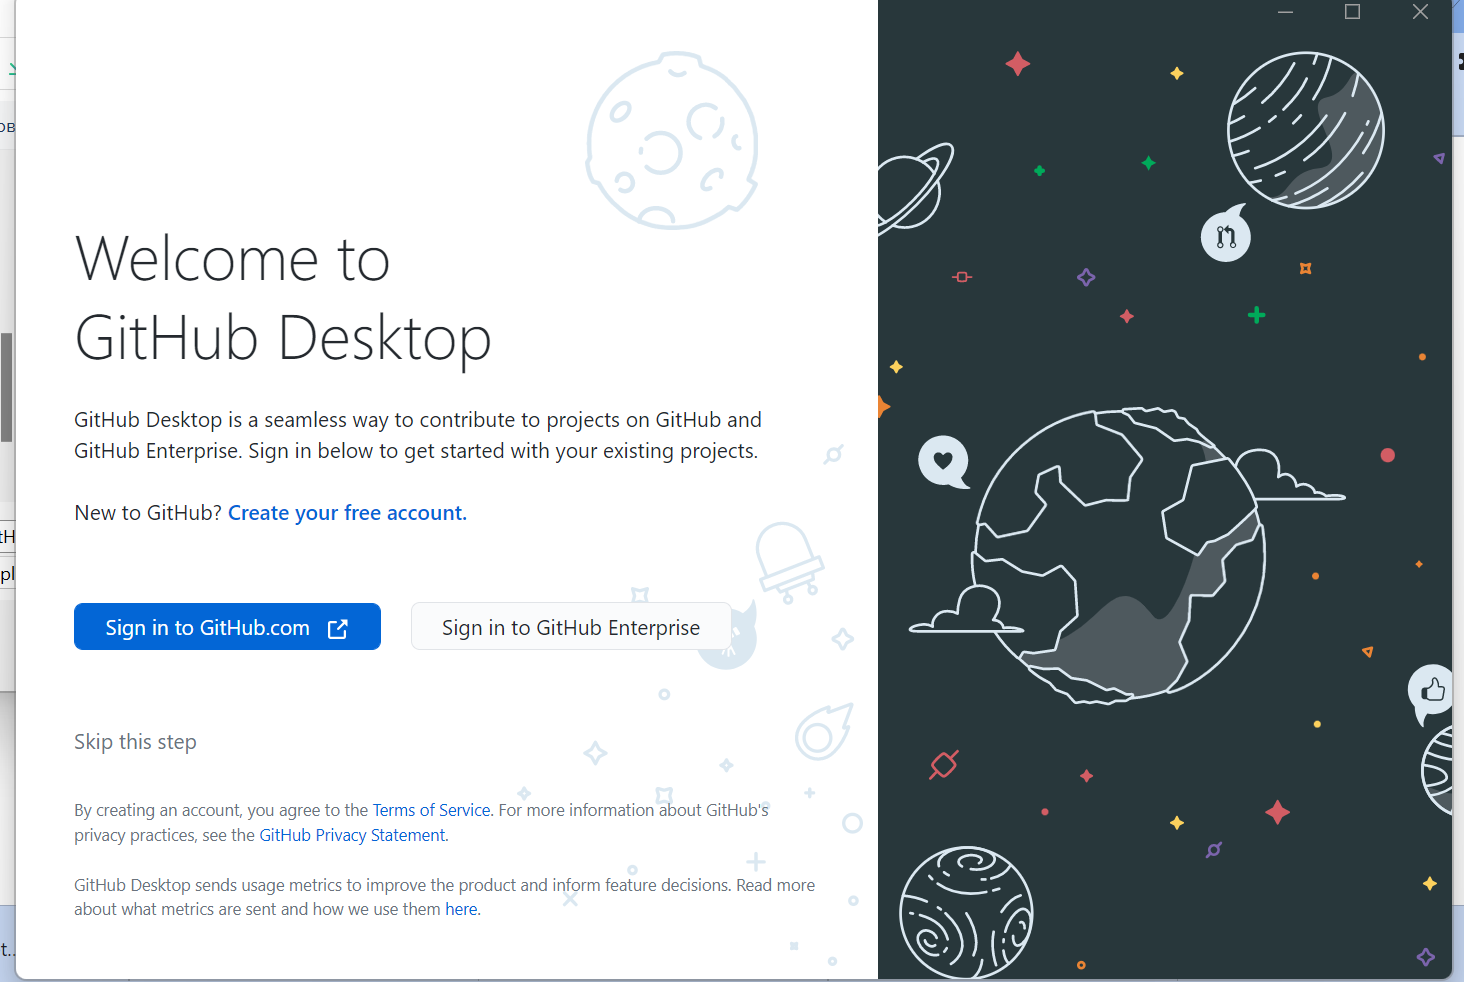 Welcome to
GitHub Desktop
GitHub Desktop is a seamless way to contribute to projects on GitHub and
GitHub Enterprise. Sign in below to get started with your existing projects.
New to GitHub? Create your free account.
Sign in to GitHub.com
Sign in to GitHub Enterprise
Skip this step
By creating an account, you agree to the Terms of Service. For more information about GitHub's
privacy practices, see the GitHub Privacy Statement.
GitHub Desktop sends usage metrics to improve the product and inform feature decisions. Read more
about what metrics are sent and how we use them here.